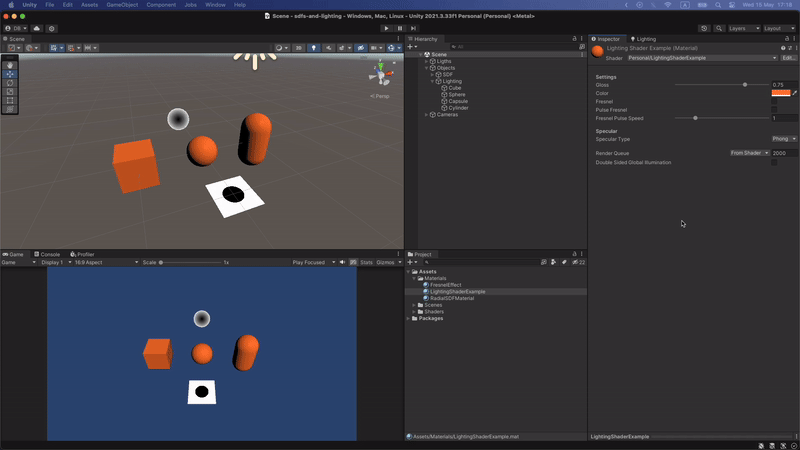 Unity File Edit Assets GameObject Component Jobs Window Help
Wed 15 May 17:18
Scene - sdfs-and-lighting - Windows, Mac, Linux - Unity 2021.3.33f1 Personal (Personal) <Metal>
DB
Layers
Layout
Scene
Persp
Game
Console
Profiler
Game
Display 1
16:9 Aspect
Scale
1x
Play Focused
Stats
Gizmos
Hierarchy
All
Scene
Ligths
Objects
SDF
Lighting
Cube
Sphere
Capsule
Cylinder
Cameras
Project
22
Assets
Materials
FresnelEffect
LightingShaderExample
RadialSDFMaterial
Scenes
Shaders
Packages
Assets/Materials/LightingShaderExample.mat
Inspector
Lighting
Lighting Shader Example (Material)
Shader
Personal/LightingShaderExample
Edit...
Settings
Gloss
0.75
Color
Fresnel
Pulse Fresnel
Fresnel Pulse Speed
1
Specular
Specular Type
Phong
Render Queue
From Shader
2000
Double Sided Global Illumination
LightingShaderExample